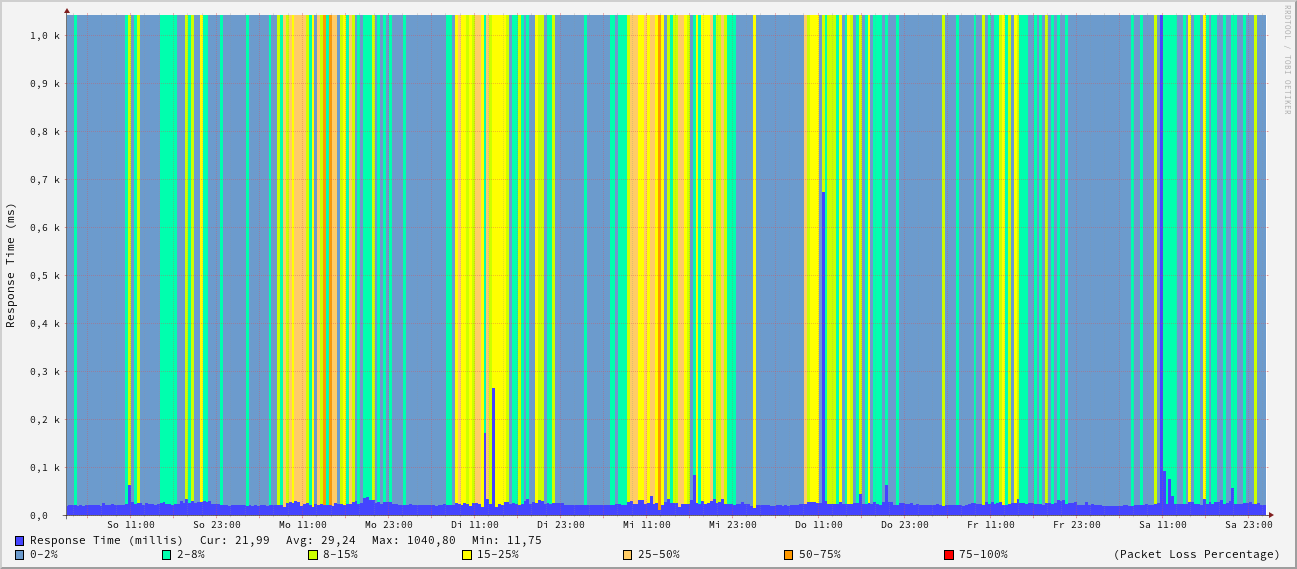 RRDTOOL / TOBI OETIKER
Response Time (ms)
1,0 k
0,9 k
0,8 k
0,7 k
0,6 k
0,5 k
0,4 k
0,3 k
0,2 k
0,1 k
0,0
So 11:00 So 23:00 Mo 11:00 Mo 23:00 Di 11:00 Di 23:00 Mi 11:00 Mi 23:00 Do 11:00 Do 23:00 Fr 11:00 Fr 23:00 Sa 11:00 Sa 23:00
Response Time (millis) Cur: 21,99 Avg: 29,24 Max: 1040,80 Min: 11,75
0-2% 2-8% 8-15% 15-25% 25-50% 50-75% 75-100% (Packet Loss Percentage)